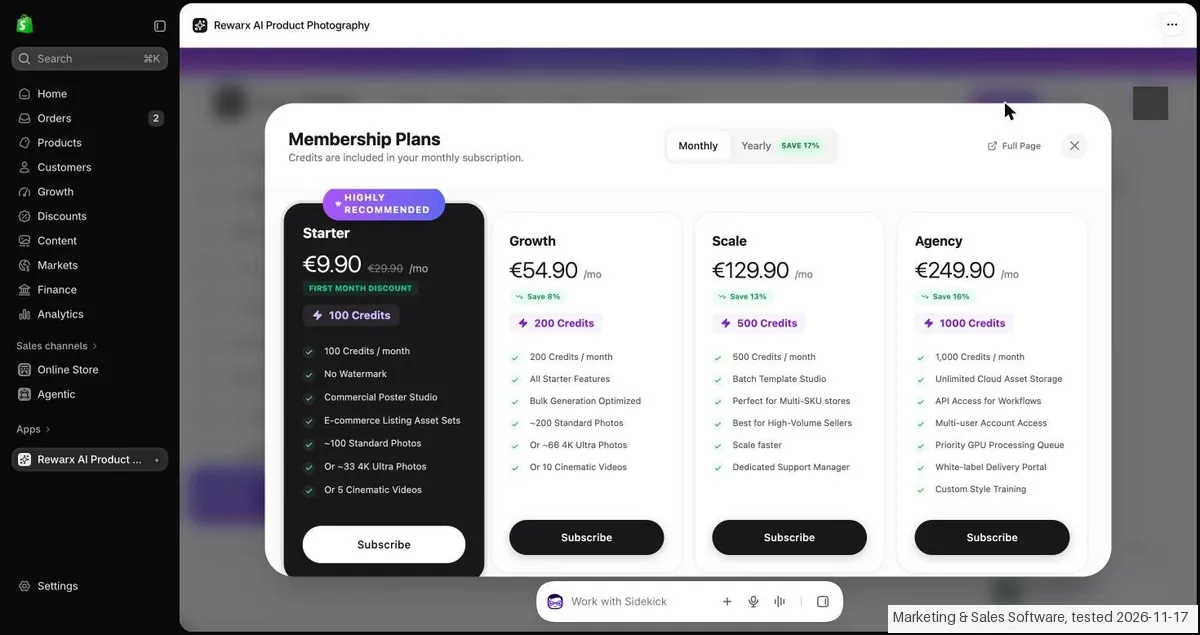 Rewarx AI Product Photography
Search
⌘K
Home
Orders
2
Products
Customers
Growth
Discounts
Content
Markets
Finance
Analytics
Sales channels
Online Store
Agentic
Apps
Rewarx AI Product ...
Settings
Membership Plans
Credits are included in your monthly subscription.
Monthly
Yearly
SAVE 17%
Full Page
HIGHLY
RECOMMENDED
Starter
€9.90 €29.90 /mo
FIRST MONTH DISCOUNT
100 Credits
100 Credits / month
No Watermark
Commercial Poster Studio
E-commerce Listing Asset Sets
~100 Standard Photos
Or ~33 4K Ultra Photos
Or 5 Cinematic Videos
Subscribe
Growth
€54.90 /mo
Save 8%
200 Credits
200 Credits / month
All Starter Features
Bulk Generation Optimized
~200 Standard Photos
Or ~66 4K Ultra Photos
Or 10 Cinematic Videos
Subscribe
Scale
€129.90 /mo
Save 13%
500 Credits
500 Credits / month
Batch Template Studio
Perfect for Multi-SKU stores
Best for High-Volume Sellers
Scale faster
Dedicated Support Manager
Subscribe
Agency
€249.90 /mo
Save 16%
1000 Credits
1,000 Credits / month
Unlimited Cloud Asset Storage
API Access for Workflows
Multi-user Account Access
Priority GPU Processing Queue
White-label Delivery Portal
Custom Style Training
Subscribe
Work with Sidekick
Marketing & Sales Software, tested 2026-11-17